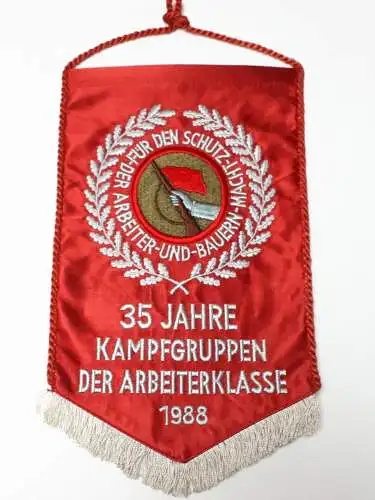 FÜR DEN SCHUTZ
DER ARBEITER-UND-BAUERN-MACHT
35 JAHRE
KAMPFGRUPPEN
DER ARBEITERKLASSE
1988